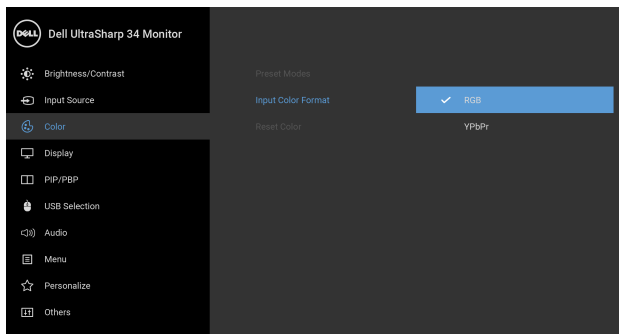 DELL
Dell UltraSharp 34 Monitor
Brightness/Contrast
Preset Modes
Input Source
Input Color Format
RGB
Color
Reset Color
YPbPr
Display
PIP/PBP
USB Selection
Audio
Menu
Personalize
Others